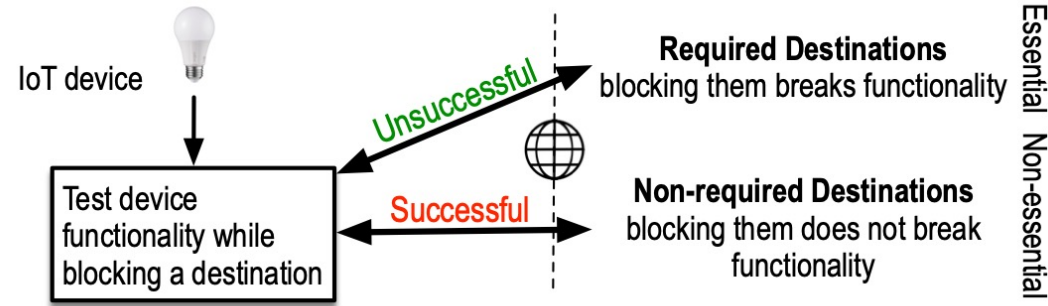 IoT device
Test device
functionality while
blocking a destination
Unsuccessful
Successful
Required Destinations
blocking them breaks functionality
Non-required Destinations
blocking them does not break
functionality
Essential
Non-essential